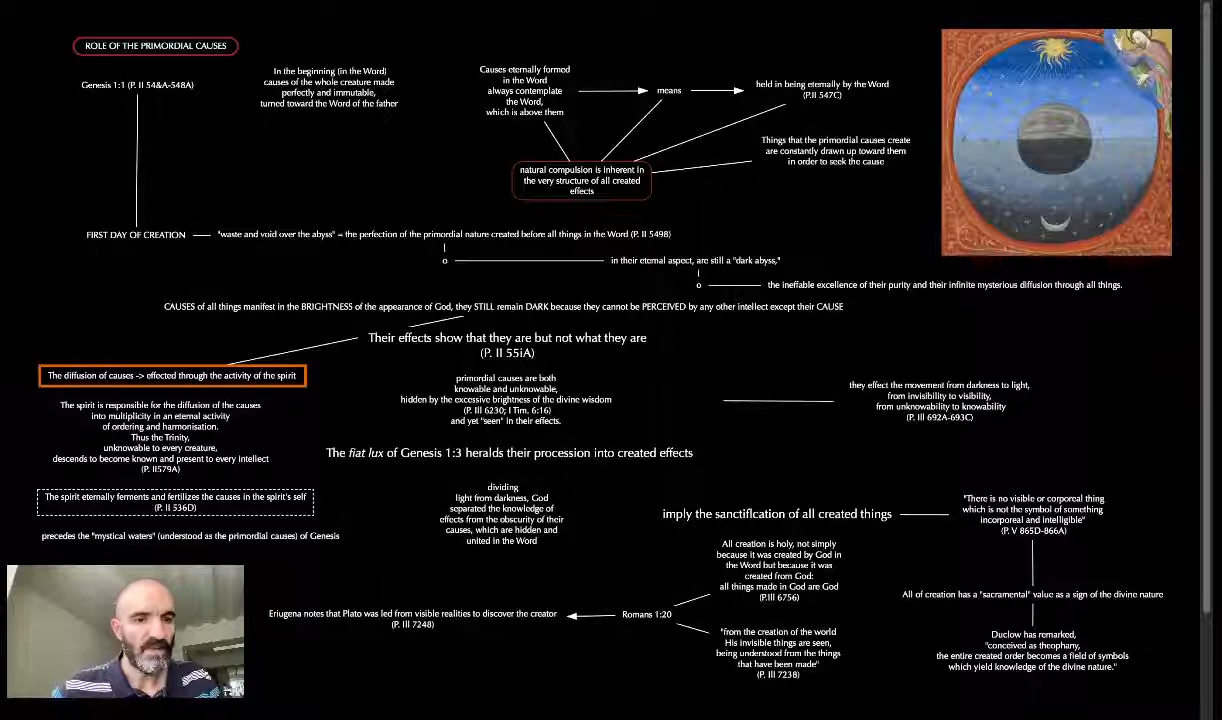 ROLE OF THE PRIMORDIAL CAUSES
Genesis 1:1 (P. II 54&A-548A)
In the beginning (in the Word)
causes of the whole creature made
perfectly and immutable,
turned toward the Word of the father
Causes eternally formed
in the Word
always contemplate
the Word,
which is above them
means
held in being eternally by the Word
(P.II 547C)
Things that the primordial causes create
are constantly drawn up toward them
in order to seek the cause
natural compulsion is inherent in
the very structure of all created
effects
FIRST DAY OF CREATION
"waste and void over the abyss" = the perfection of the primordial nature created before all things in the Word (P. II 5498)
o
in their eternal aspect, are still a "dark abyss,"
o
the ineffable excellence of their purity and their infinite mysterious diffusion through all things.
CAUSES of all things manifest in the BRIGHTNESS of the appearance of God, they STILL remain DARK because they cannot be PERCEIVED by any other intellect except their CAUSE
Their effects show that they are but not what they are
(P. II 55iA)
The diffusion of causes -> effected through the activity of the spirit
primordial causes are both
knowable and unknowable,
hidden by the excessive brightness of the divine wisdom
(P. III 6230; I Tim. 6:16)
and yet "seen" in their effects.
they effect the movement from darkness to light,
from invisibility to visibility,
from unknowability to knowability
(P. III 692A-693C)
The spirit is responsible for the diffusion of the causes
into multiplicity in an eternal activity
of ordering and harmonisation.
Thus the Trinity,
unknowable to every creature,
descends to become known and present to every intellect
(P. II579A)
The fiat lux of Genesis 1:3 heralds their procession into created effects
The spirit eternally ferments and fertilizes the causes in the spirit's self
(P. II 536D)
dividing
light from darkness, God
separated the knowledge of
effects from the obscurity of their
causes, which are hidden and
united in the Word
imply the sanctiflcation of all created things
"There is no visible or corporeal thing
which is not the symbol of something
incorporeal and intelligible"
(P. V 865D-866A)
precedes the "mystical waters" (understood as the primordial causes) of Genesis
All creation is holy, not simply
because it was created by God in
the Word but because it was
created from God:
all things made in God are God
(P.III 6756)
All of creation has a "sacramental" value as a sign of the divine nature
Eriugena notes that Plato was led from visible realities to discover the creator
(P. III 7248)
Romans 1:20
"from the creation of the world
His invisible things are seen,
being understood from the things
that have been made"
(P. III 7238)
Duclow has remarked,
"conceived as theophany,
the entire created order becomes a field of symbols
which yield knowledge of the divine nature."